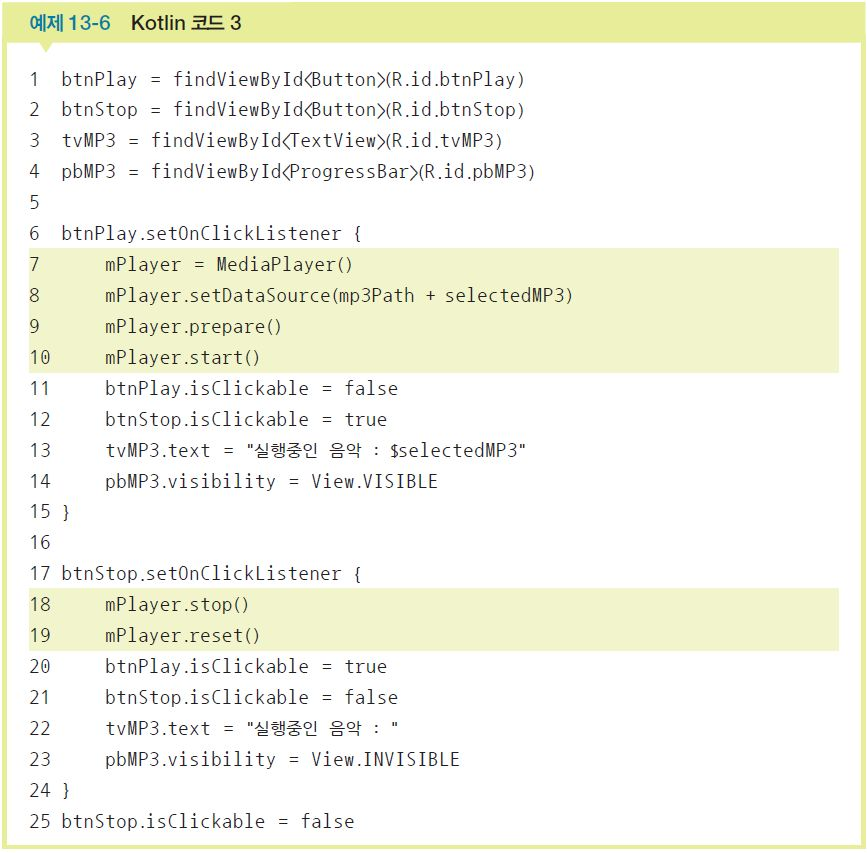 예제 13-6 Kotlin 코드 3
1 btnPlay = findViewById<Button>(R.id.btnPlay)
2 btnStop = findViewById<Button>(R.id.btnStop)
3 tvMP3 = findViewById<TextView>(R.id.tvMP3)
4 pbMP3 = findViewById<ProgressBar>(R.id.pbMP3)
5
6 btnPlay.setOnClickListener {
7     mPlayer = MediaPlayer()
8     mPlayer.setDataSource(mp3Path + selectedMP3)
9     mPlayer.prepare()
10     mPlayer.start()
11     btnPlay.isClickable = false
12     btnStop.isClickable = true
13     tvMP3.text = "실행중인 음악 : $selectedMP3"
14     pbMP3.visibility = View.VISIBLE
15 }
16
17 btnStop.setOnClickListener {
18     mPlayer.stop()
19     mPlayer.reset()
20     btnPlay.isClickable = true
21     btnStop.isClickable = false
22     tvMP3.text = "실행중인 음악 : "
23     pbMP3.visibility = View.INVISIBLE
24 }
25 btnStop.isClickable = false